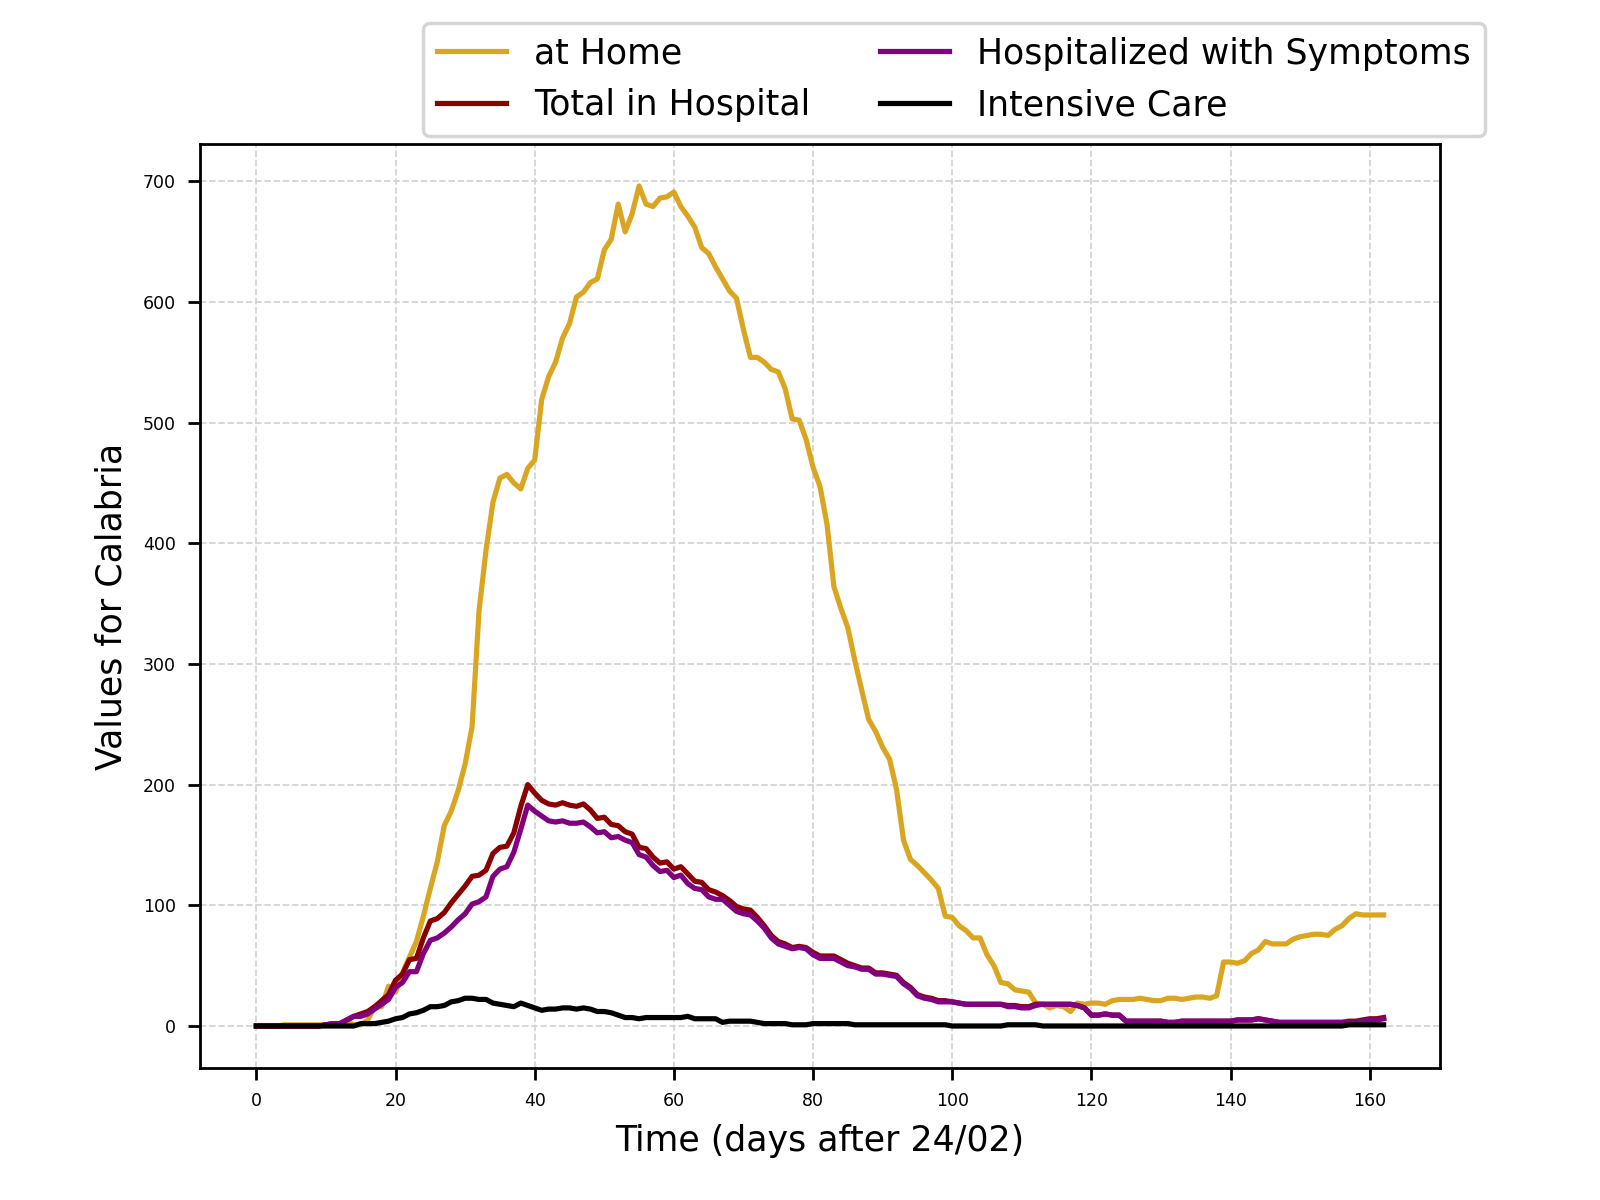 at Home
Total in Hospital
Hospitalized with Symptoms
Intensive Care
Values for Calabria
700
600
500
400
300
200
100
0
0 20 40 60 80 100 120 140 160
Time (days after 24/02)